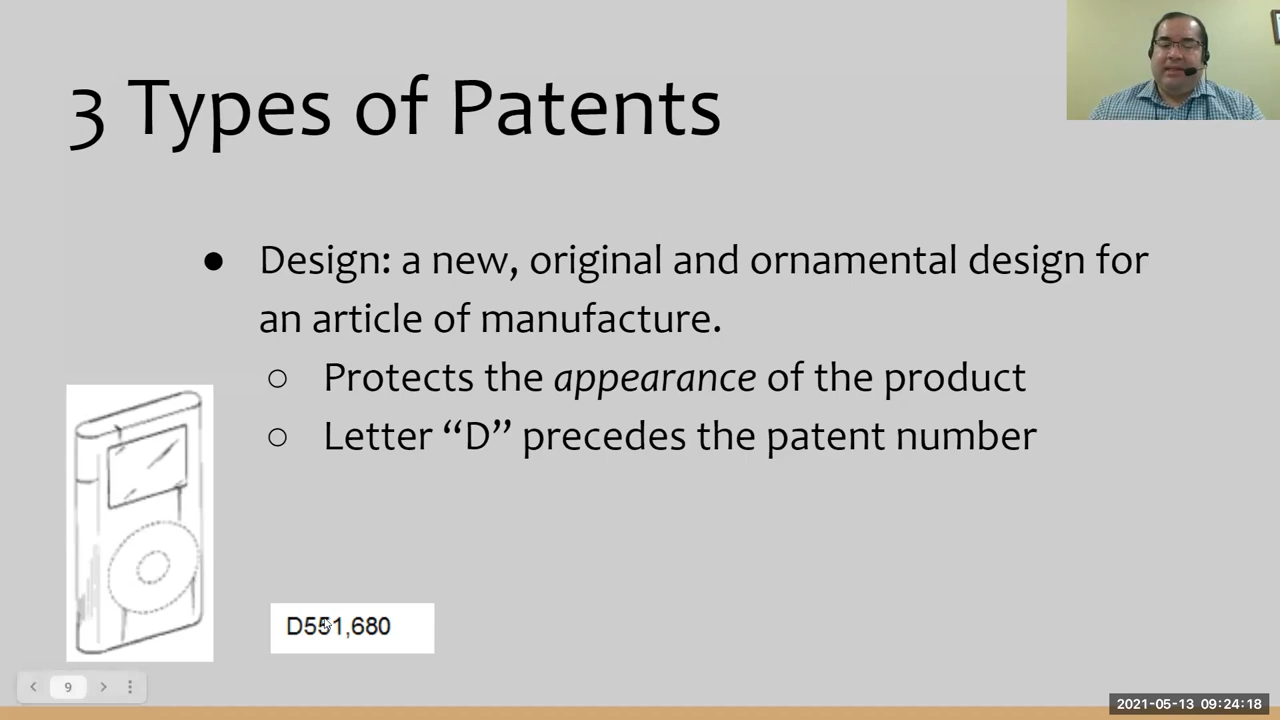 3 Types of Patents
● Design: a new, original and ornamental design for
an article of manufacture.
○ Protects the appearance of the product
○ Letter “D” precedes the patent number
D551,680
9
2021-05-13 09:24:18